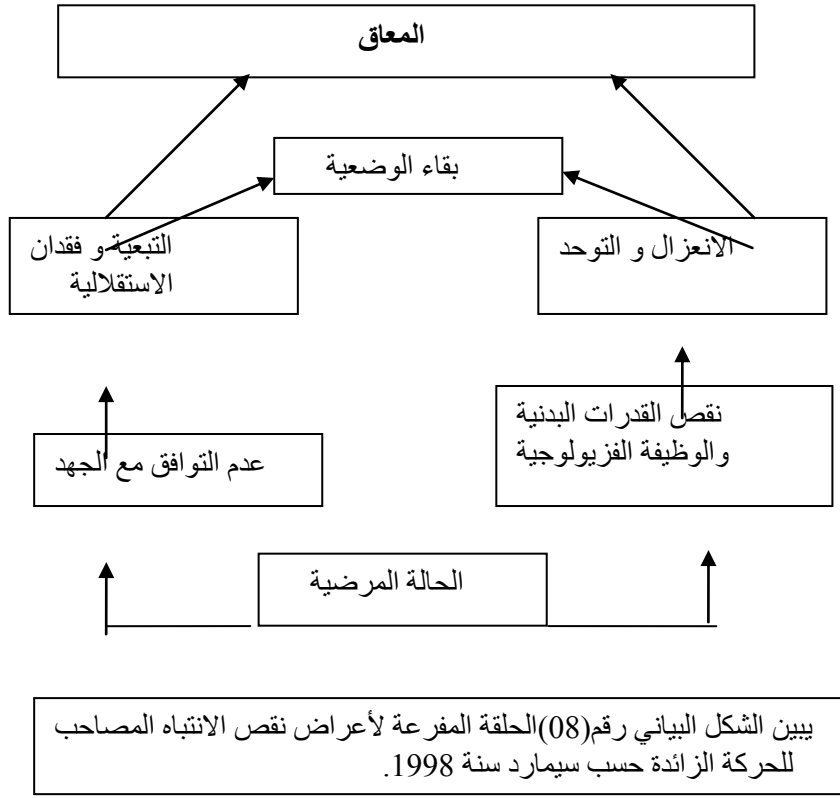 المعاق
بقاء الوضعية
الانعزال و التوحد
التبعية و فقدان
الاستقلالية
نقص القدرات البدنية
والوظيفة الفزيولوجية
عدم التوافق مع الجهد
الحالة المرضية
يبين الشكل البياني رقم(08)الحلقة المفرعة لأعراض نقص الانتباه المصاحب
للحركة الزائدة حسب سيمارد سنة 1998.